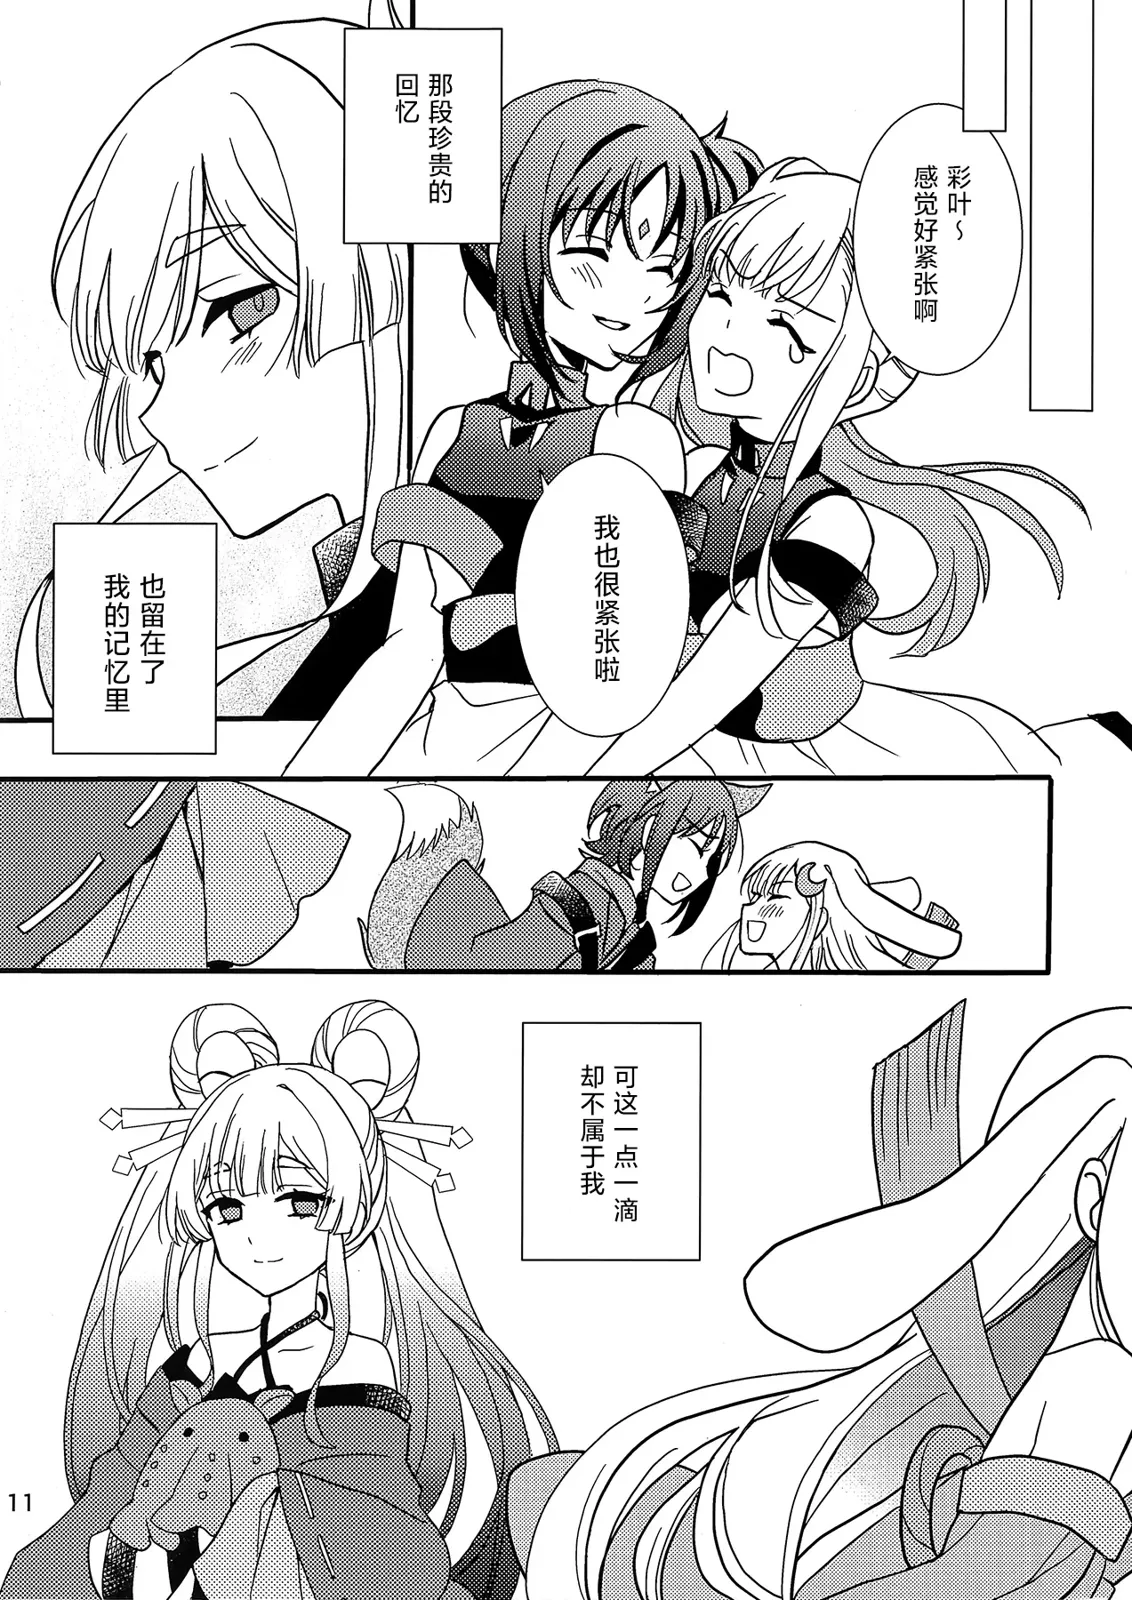 彩叶～
感觉好紧张啊
我也很紧张啦
那段珍贵的
回忆
也留在了
我的记忆里
可这一点一滴
却不属于我
11